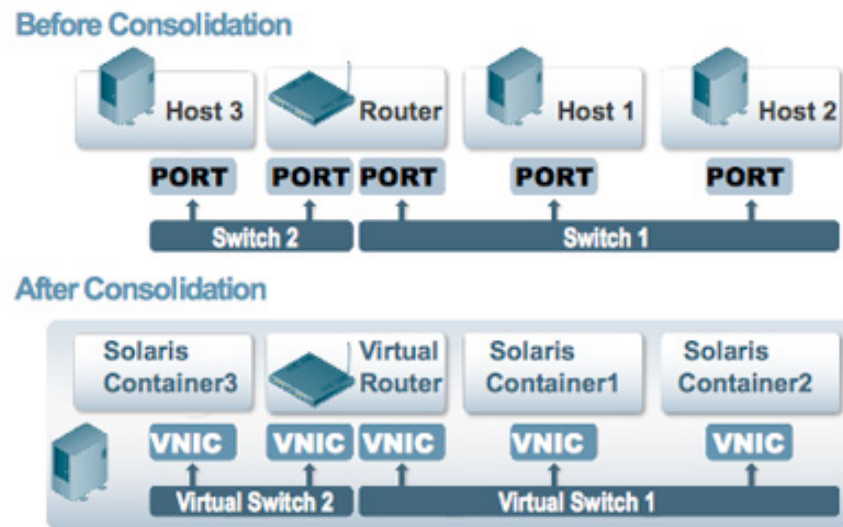 Before Consolidation
Host 3
Router
Host 1
Host 2
PORT
PORT
PORT
PORT
PORT
Switch 2
Switch 1
After Consolidation
Solaris
Container3
Virtual
Router
Solaris
Container1
Solaris
Container2
VNIC
VNIC
VNIC
VNIC
VNIC
Virtual Switch 2
Virtual Switch 1